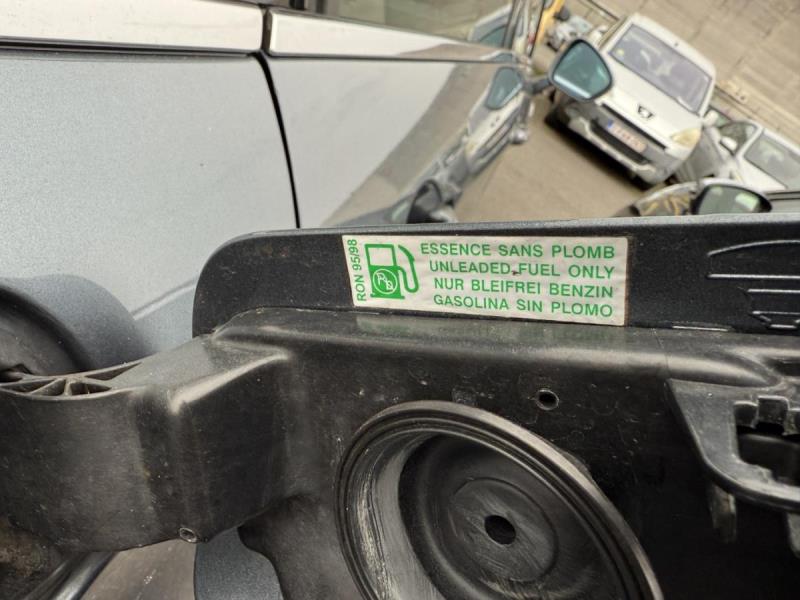 RON 95/98
ESSENCE SANS PLOMB
UNLEADED FUEL ONLY
NUR BLEIFREI BENZIN
GASOLINA SIN PLOMO